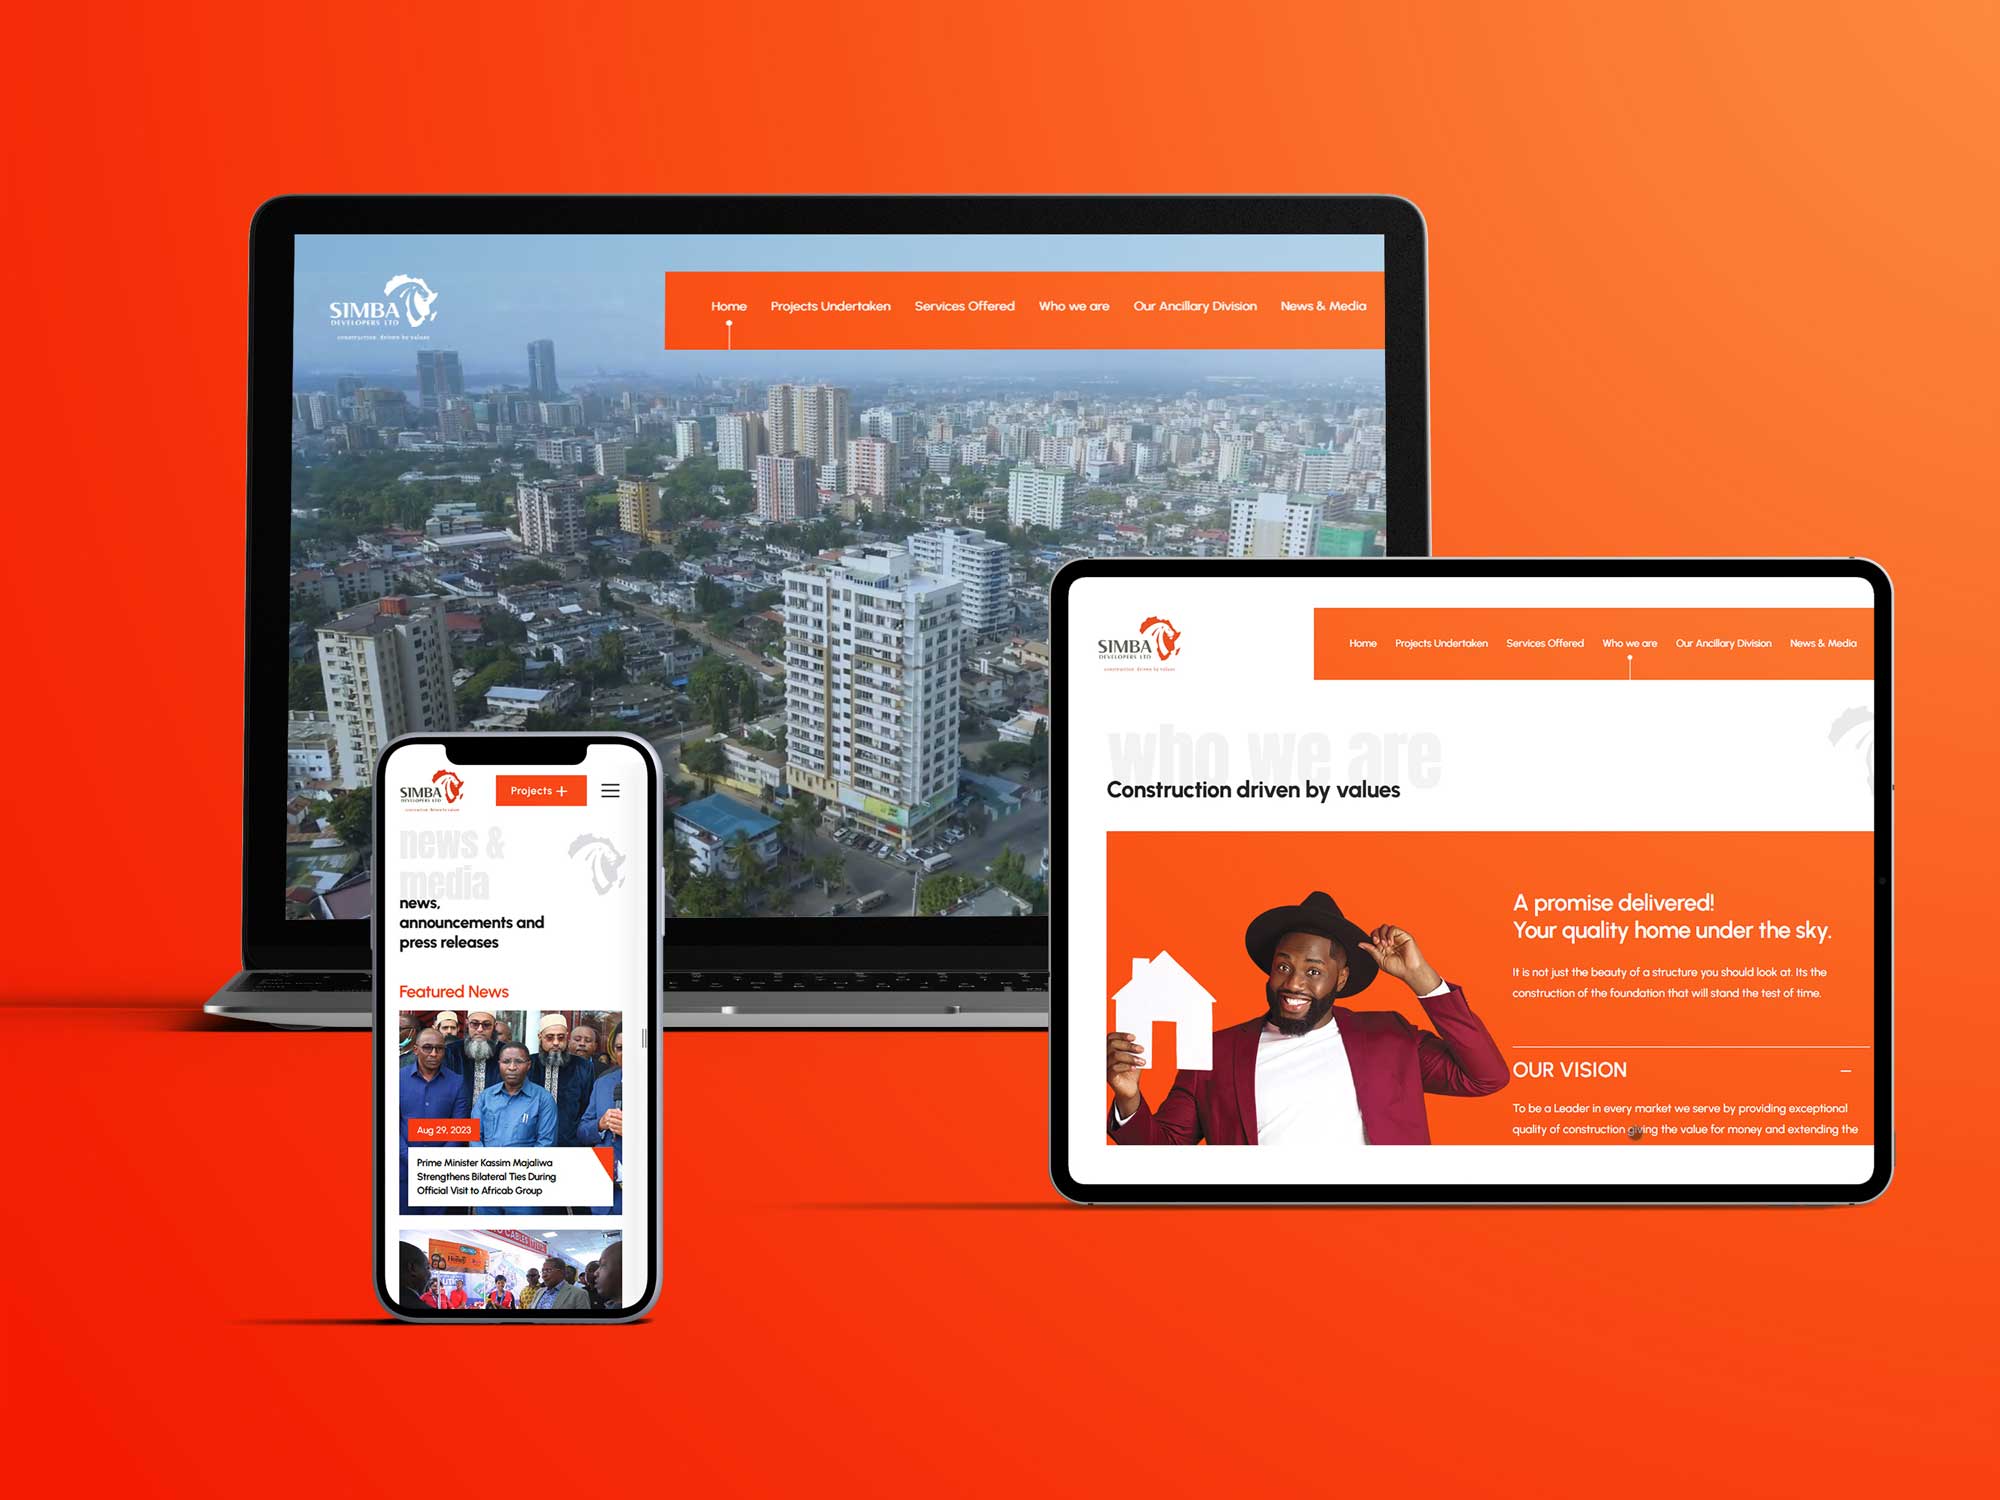 SIMBA
DEVELOPERS LTD
construction. driven by values
Home Projects Undertaken Services Offered Who we are Our Ancillary Division News & Media
SIMBA
DEVELOPERS LTD
construction. driven by values
Home Projects Undertaken Services Offered Who we are Our Ancillary Division News & Media
who we are
Construction driven by values
A promise delivered!
Your quality home under the sky.
It is not just the beauty of a structure you should look at. Its the
construction of the foundation that will stand the test of time.
OUR VISION
To be a Leader in every market we serve by providing exceptional
quality of construction giving the value for money and extending the
SIMBA
DEVELOPERS LTD
construction. driven by values
Projects +
news &
media
news,
announcements and
press releases
Featured News
Aug 29, 2023
Prime Minister Kassim Majaliwa
Strengthens Bilateral Ties During
Official Visit to Africab Group